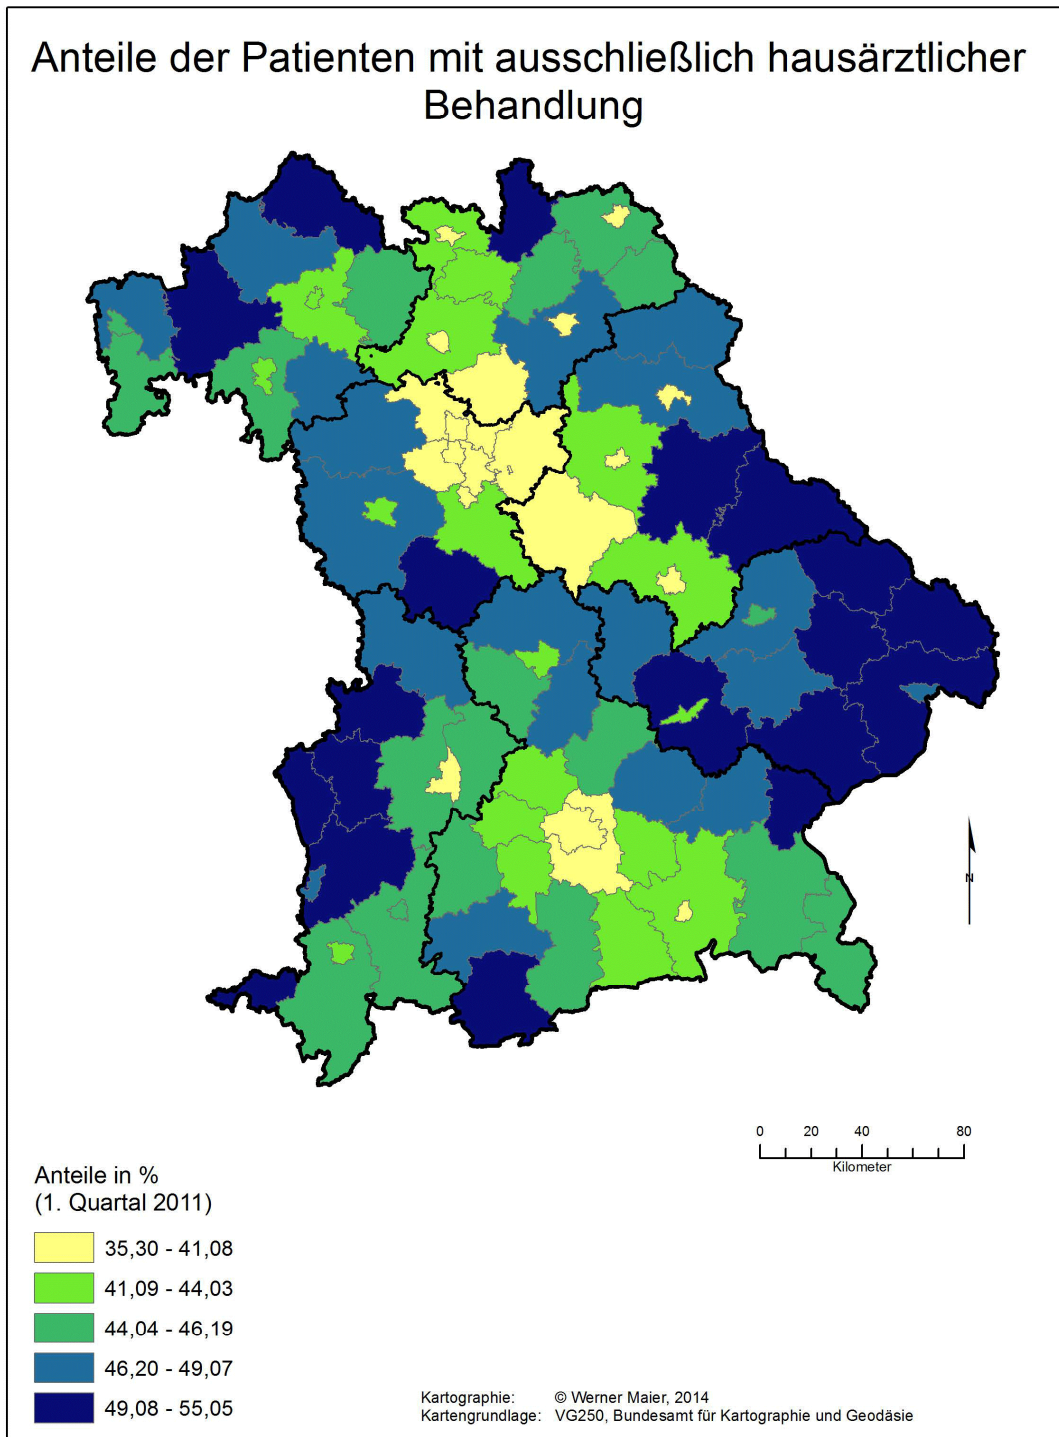 Anteile der Patienten mit ausschließlich hausärztlicher
Behandlung
N
0 20 40 80
Kilometer
Anteile in %
(1. Quartal 2011)
35,30 - 41,08
41,09 - 44,03
44,04 - 46,19
46,20 - 49,07
49,08 - 55,05
Kartographie: © Werner Maier, 2014
Kartengrundlage: VG250, Bundesamt für Kartographie und Geodäsie